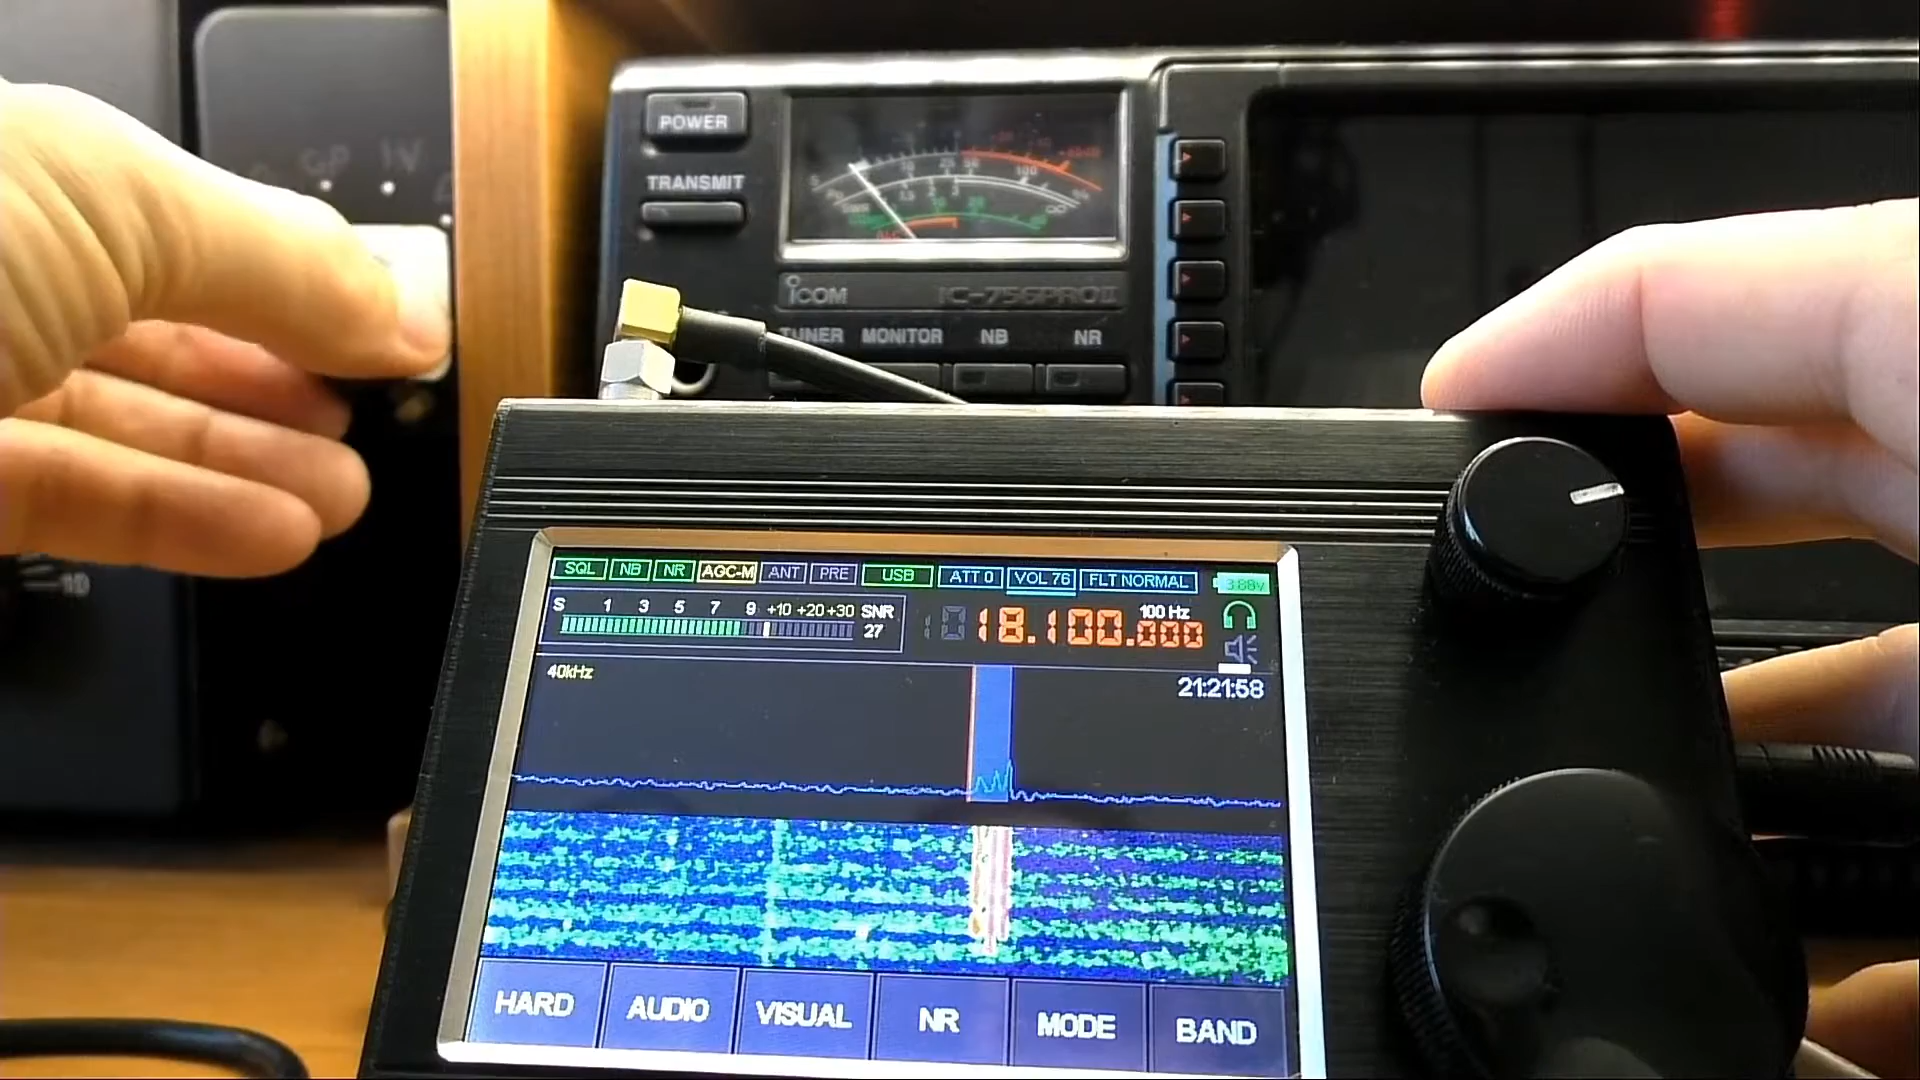 POWER
TRANSMIT
ICOM
IC-756PROII
TUNER MONITOR NB NR
SQL NB NR AGC-M ANT PRE USB ATT 0 VOL 76 FLT NORMAL 3.88v
S 1 3 5 7 9 +10 +20 +30 SNR
27
100 Hz
18.100.000
40kHz
21:21:58
HARD AUDIO VISUAL NR MODE BAND